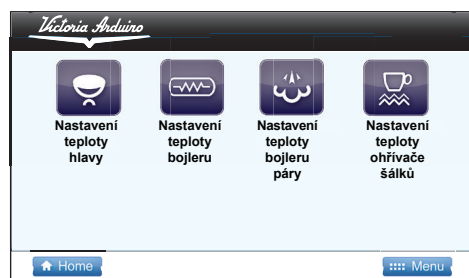 Victoria Arduino
Nastavení teploty hlavy
Nastavení teploty bojleru
Nastavení teploty bojleru páry
Nastavení teploty ohřívače šálků
Home
Menu